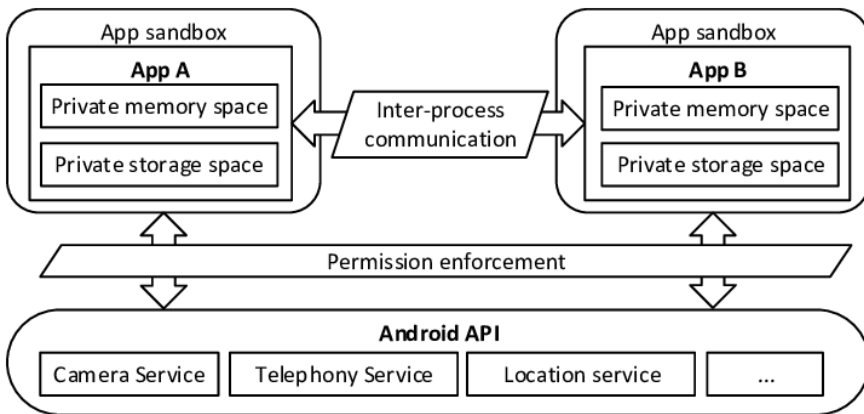 App sandbox
App A
Private memory space
Private storage space
Inter-process
communication
App sandbox
App B
Private memory space
Private storage space
Permission enforcement
Android API
Camera Service
Telephony Service
Location service
...